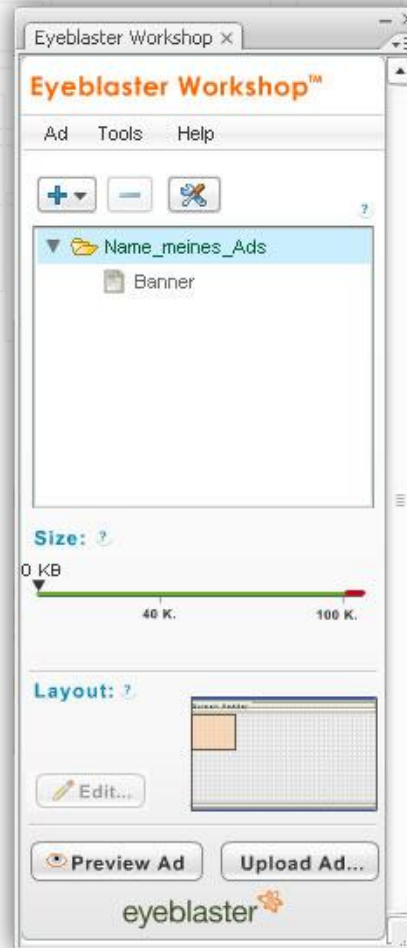 Eyeblaster Workshop ×
Eyeblaster Workshop™
Ad Tools Help
?
Name_meines_Ads
Banner
Size: ?
0 KB
40 K. 100 K.
Layout: ?
Edit...
Preview Ad Upload Ad...
eyeblaster